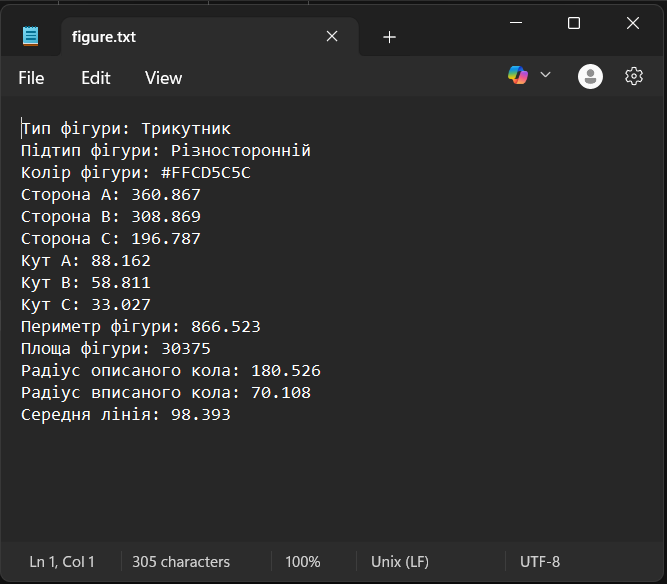 figure.txt
File Edit View
Тип фігури: Трикутник
Підтип фігури: Різносторонній
Колір фігури: #FFCD5C5C
Сторона A: 360.867
Сторона B: 308.869
Сторона C: 196.787
Кут A: 88.162
Кут B: 58.811
Кут C: 33.027
Периметр фігури: 866.523
Площа фігури: 30375
Радіус описаного кола: 180.526
Радіус вписаного кола: 70.108
Середня лінія: 98.393
Ln 1, Col 1 305 characters 100% Unix (LF) UTF-8